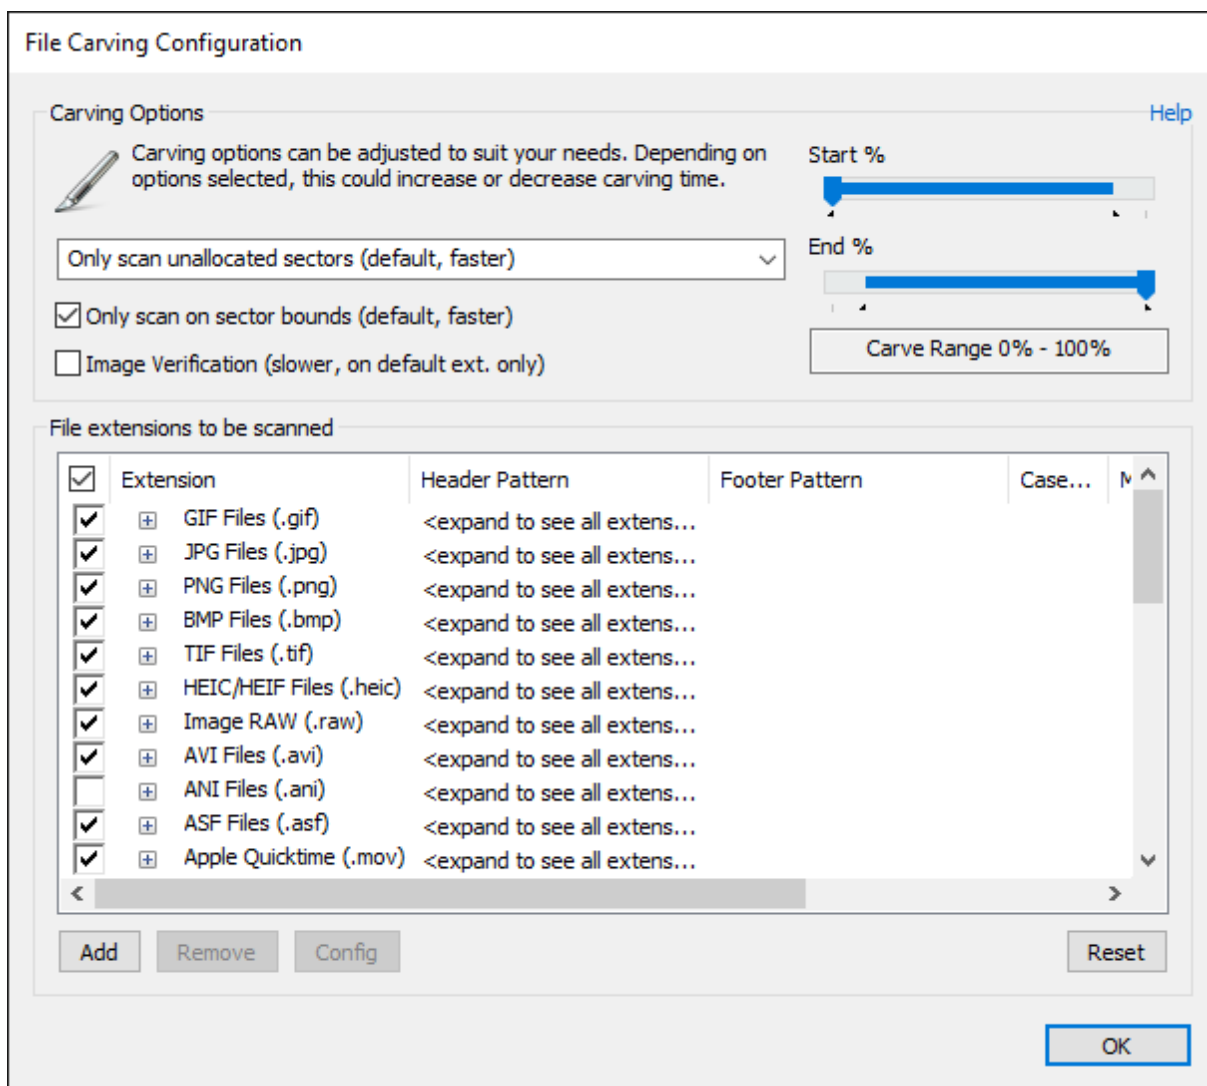 File Carving Configuration
Carving Options
Help
Carving options can be adjusted to suit your needs. Depending on
options selected, this could increase or decrease carving time.
Start %
Only scan unallocated sectors (default, faster)
End %
Only scan on sector bounds (default, faster)
Image Verification (slower, on default ext. only)
Carve Range 0% - 100%
File extensions to be scanned
Extension Header Pattern Footer Pattern Case...
GIF Files (.gif) <expand to see all extens...
JPG Files (.jpg) <expand to see all extens...
PNG Files (.png) <expand to see all extens...
BMP Files (.bmp) <expand to see all extens...
TIF Files (.tif) <expand to see all extens...
HEIC/HEIF Files (.heic) <expand to see all extens...
Image RAW (.raw) <expand to see all extens...
AVI Files (.avi) <expand to see all extens...
ANI Files (.ani) <expand to see all extens...
ASF Files (.asf) <expand to see all extens...
Apple Quicktime (.mov) <expand to see all extens...
Add Remove Config Reset
OK